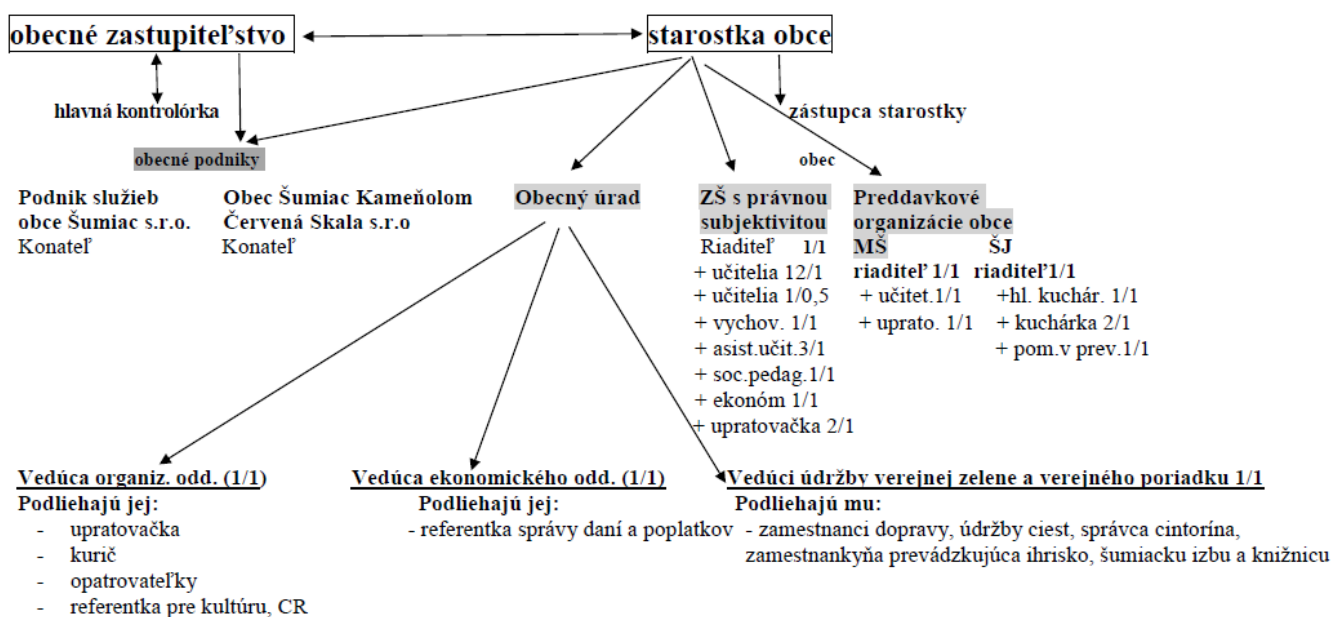 obecné zastupiteľstvo
starostka obce
hlavná kontrolórka
zástupca starostky
obecné podniky
obec
Podnik služieb
obce Šumiac s.r.o.
Konateľ
Obec Šumiac Kameňolom
Červená Skala s.r.o
Konateľ
Obecný úrad
ZŠ s právnou
subjektivitou
Riaditeľ 1/1
+ učitelia 12/1
+ učitelia 1/0,5
+ vychov. 1/1
+ asist.učit.3/1
+ soc.pedag.1/1
+ ekonóm 1/1
+ upratovačka 2/1
Preddavkové
organizácie obce
MŠ ŠJ
riaditeľ 1/1 riaditeľ1/1
+ učitet.1/1 +hl. kuchár. 1/1
+ uprato. 1/1 + kuchárka 2/1
+ pom.v prev.1/1
Vedúca organiz. odd. (1/1)
Podliehajú jej:
- upratovačka
- kurič
- opatrovateľky
- referentka pre kultúru, CR
Vedúca ekonomického odd. (1/1)
Podliehajú jej:
- referentka správy daní a poplatkov
Vedúci údržby verejnej zelene a verejného poriadku 1/1
Podliehajú mu:
- zamestnanci dopravy, údržby ciest, správca cintorína,
zamestnankyňa prevádzkujúca ihrisko, šumiacku izbu a knižnicu